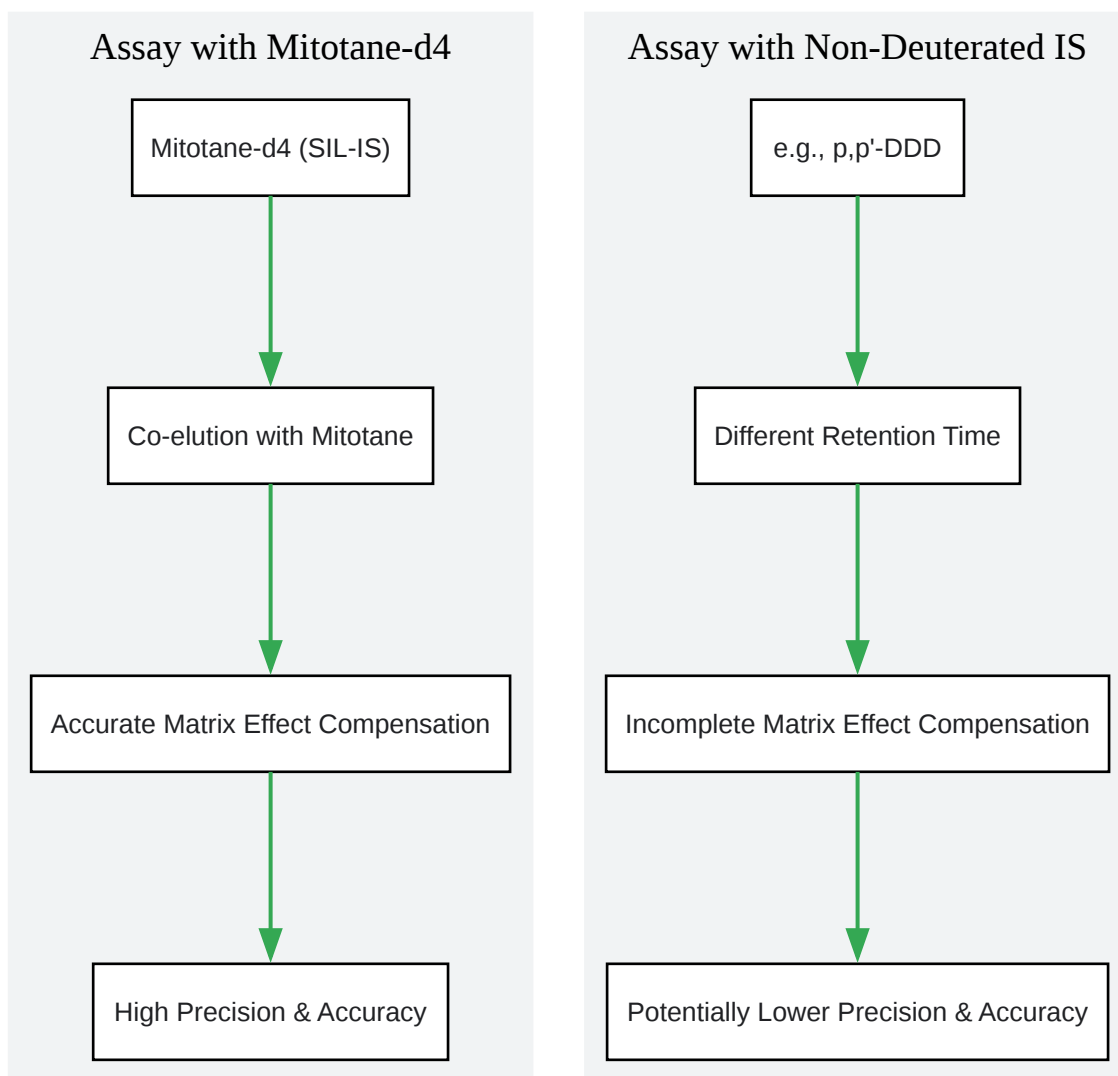 Assay with Mitotane-d4
Mitotane-d4 (SIL-IS)
Co-elution with Mitotane
Accurate Matrix Effect Compensation
High Precision & Accuracy
Assay with Non-Deuterated IS
e.g., p,p'-DDD
Different Retention Time
Incomplete Matrix Effect Compensation
Potentially Lower Precision & Accuracy